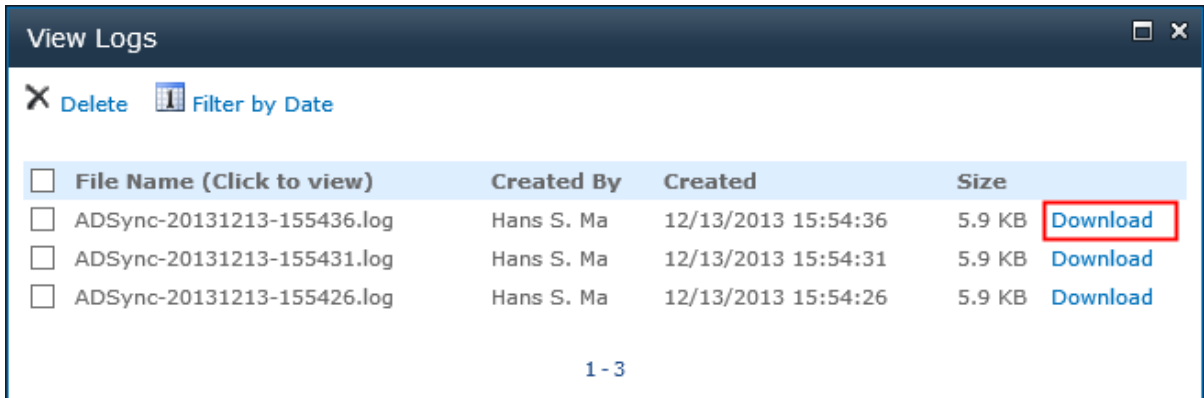 View Logs
Delete Filter by Date
File Name (Click to view) Created By Created Size
ADSync-20131213-155436.log Hans S. Ma 12/13/2013 15:54:36 5.9 KB Download
ADSync-20131213-155431.log Hans S. Ma 12/13/2013 15:54:31 5.9 KB Download
ADSync-20131213-155426.log Hans S. Ma 12/13/2013 15:54:26 5.9 KB Download
1 - 3